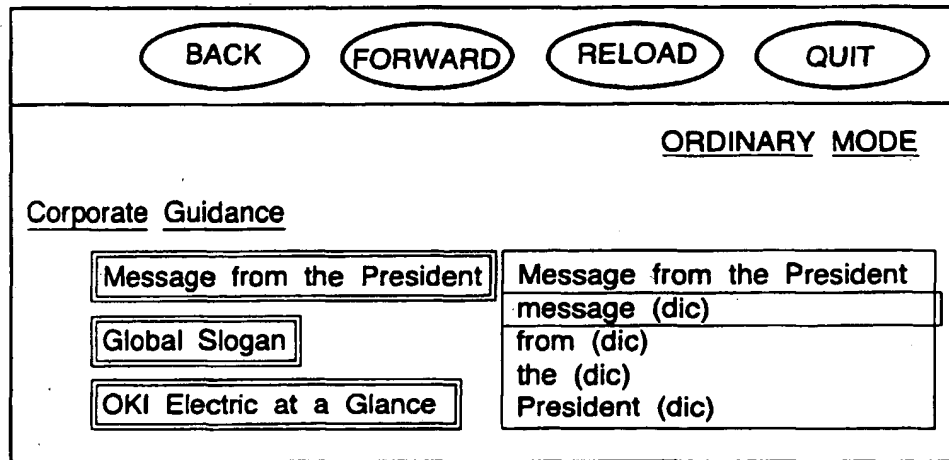 BACK FORWARD RELOAD QUIT
ORDINARY MODE
Corporate Guidance
Message from the President
Global Slogan
OKI Electric at a Glance
Message from the President
message (dic)
from (dic)
the (dic)
President (dic)